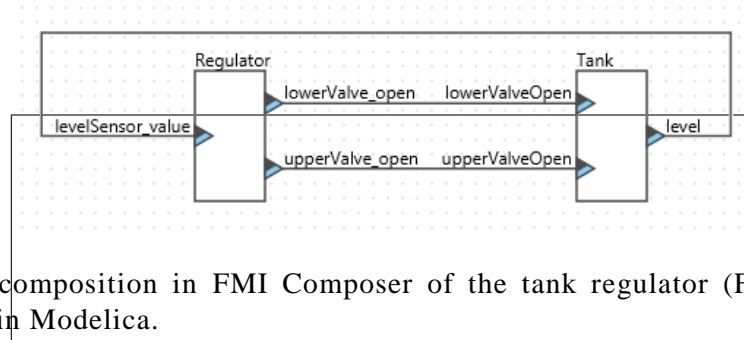 Regulator
Tank
lowerValve_open
lowerValveOpen
levelSensor_value
level
upperValve_open
upperValveOpen
composition in FMI Composer of the tank regulator (
in Modelica.